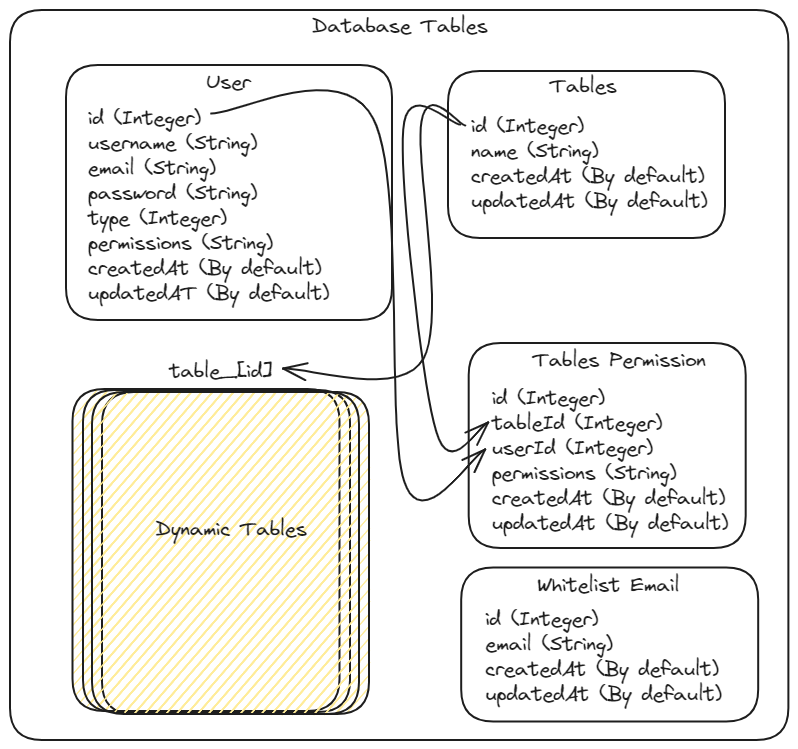 Database Tables
User
id (Integer)
username (String)
email (String)
password (String)
type (Integer)
permissions (String)
createdAt (By default)
updatedAT (By default)
Tables
id (Integer)
name (String)
createdAt (By default)
updatedAt (By default)
table_[id]
Dynamic Tables
Tables Permission
id (Integer)
tableId (Integer)
userId (Integer)
permissions (String)
createdAt (By default)
updatedAt (By default)
Whitelist Email
id (Integer)
email (String)
createdAt (By default)
updatedAt (By default)